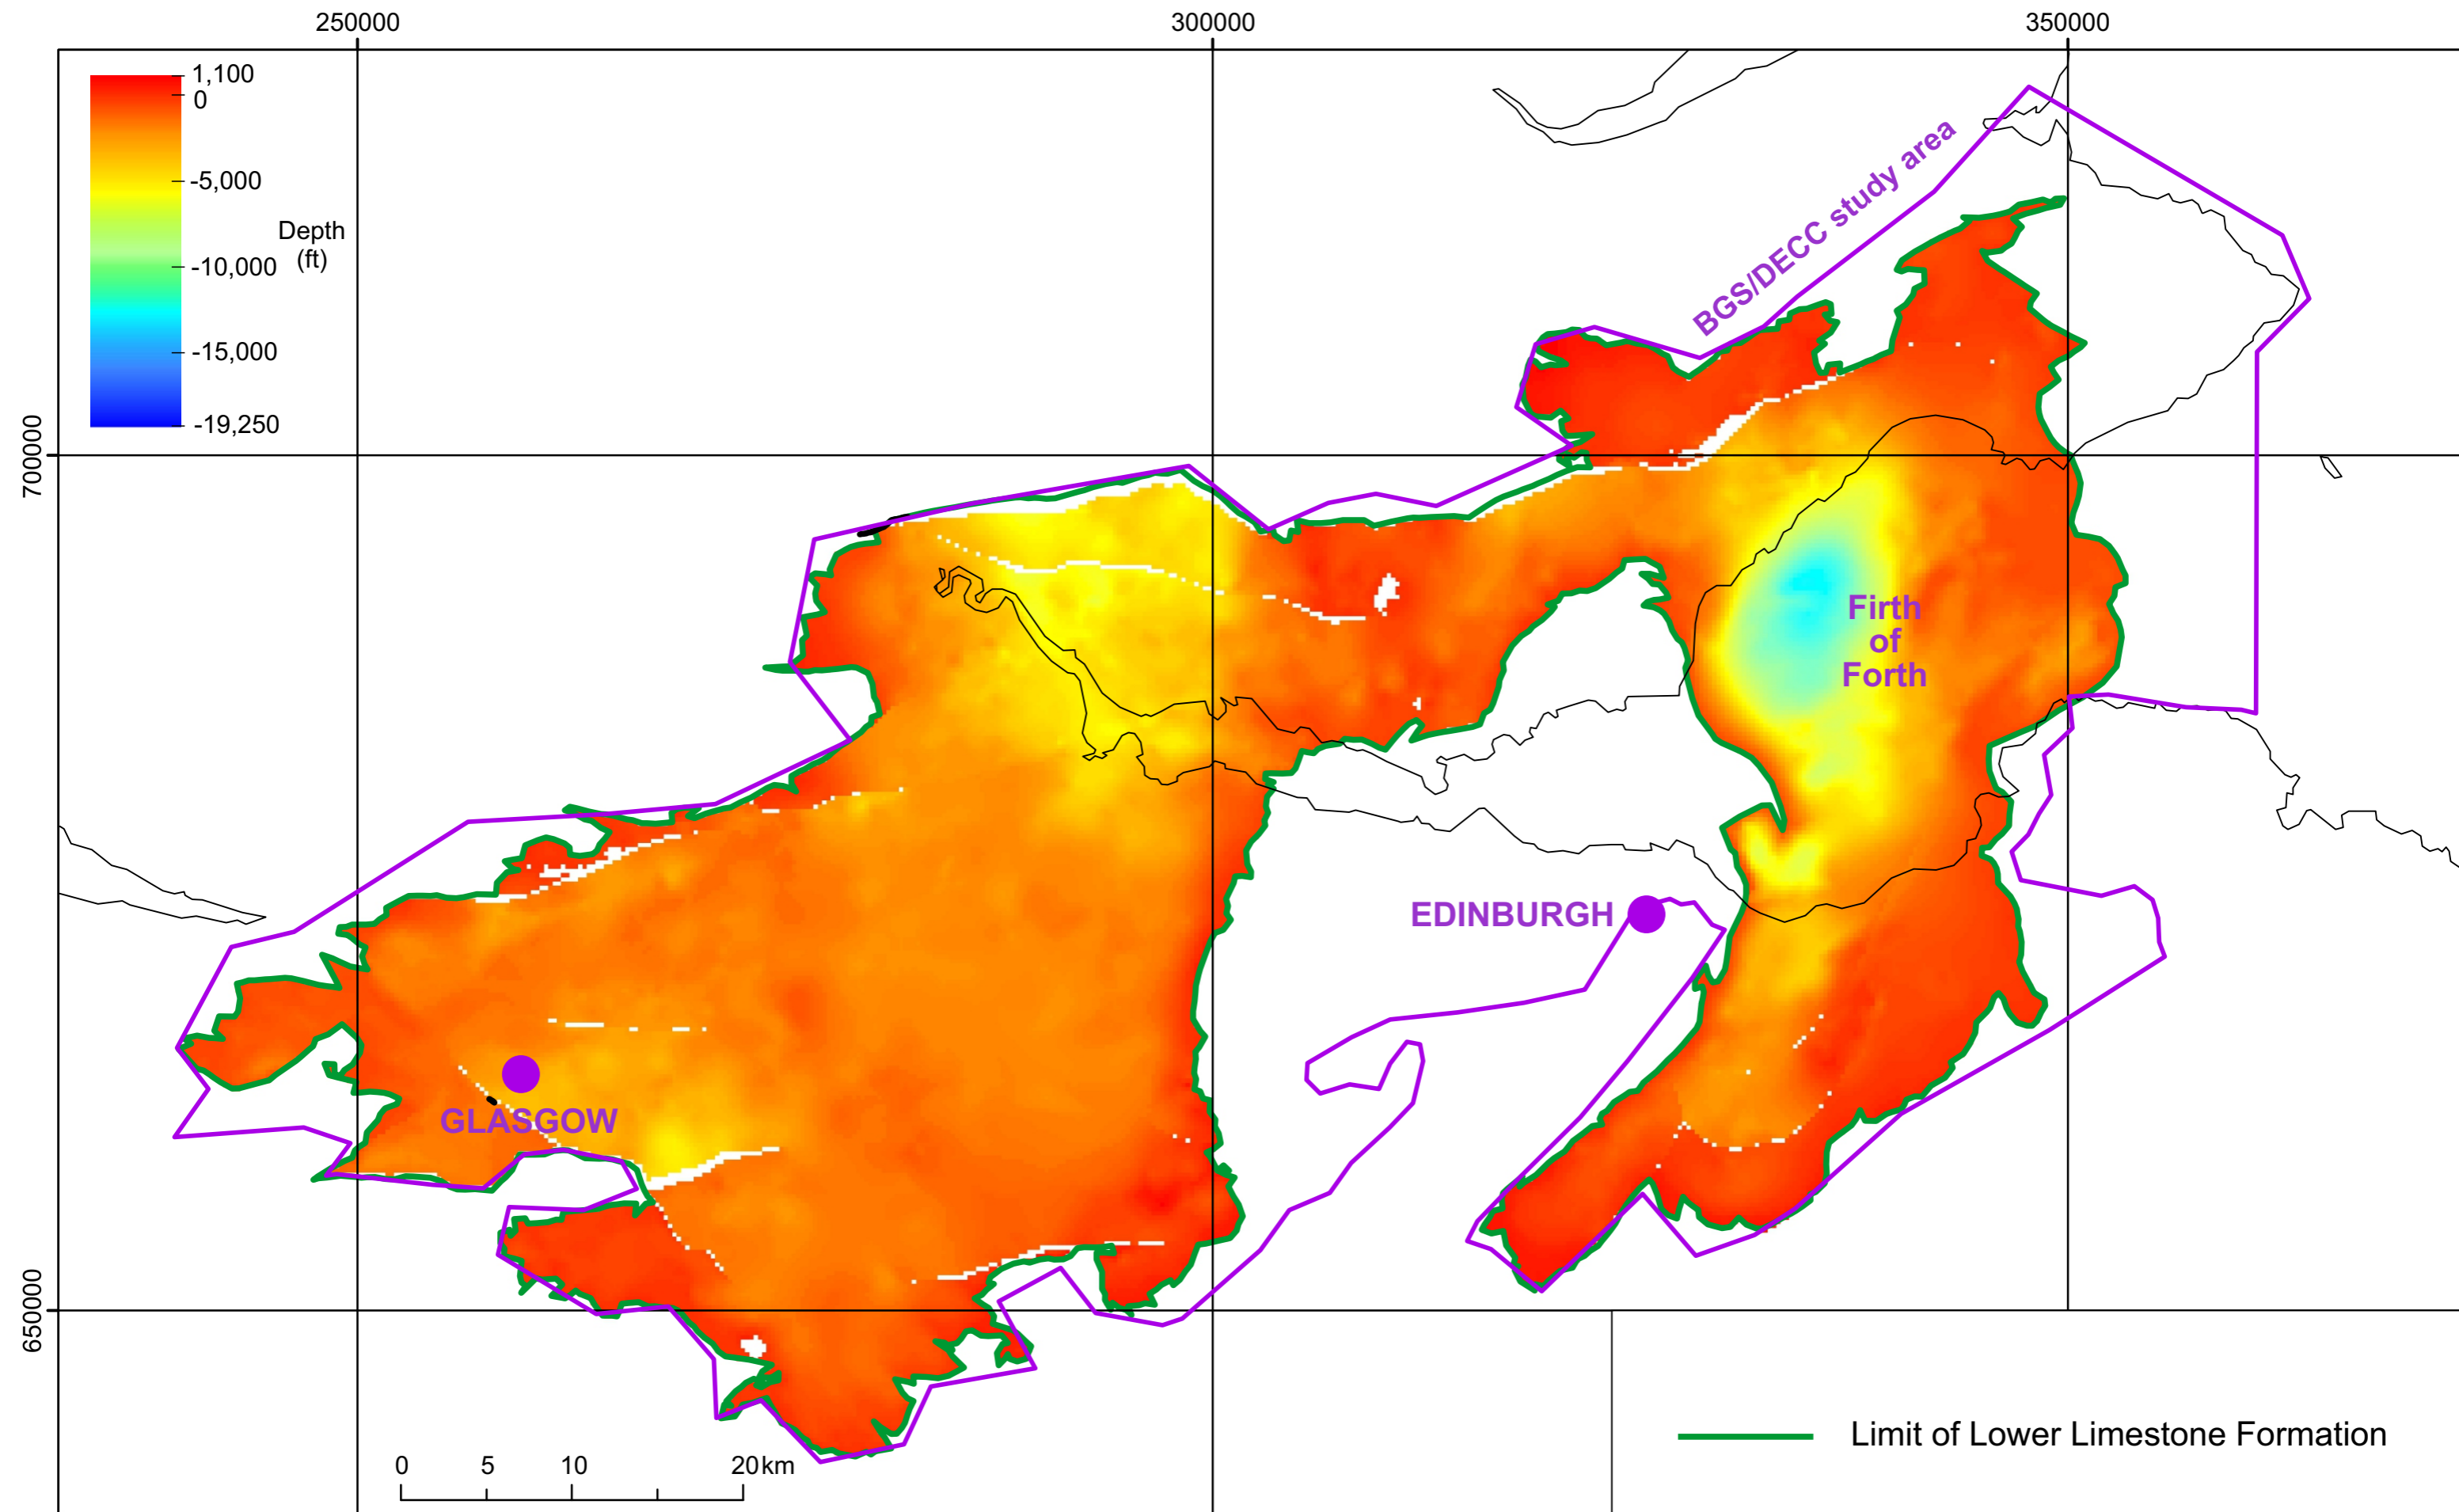 250000
300000
350000
1,100
0
-5,000
Depth
(ft)
-10,000
-15,000
-19,250
BGS/DECC study area
700000
Firth
of
Forth
EDINBURGH
GLASGOW
650000
Limit of Lower Limestone Formation
0 5 10 20km